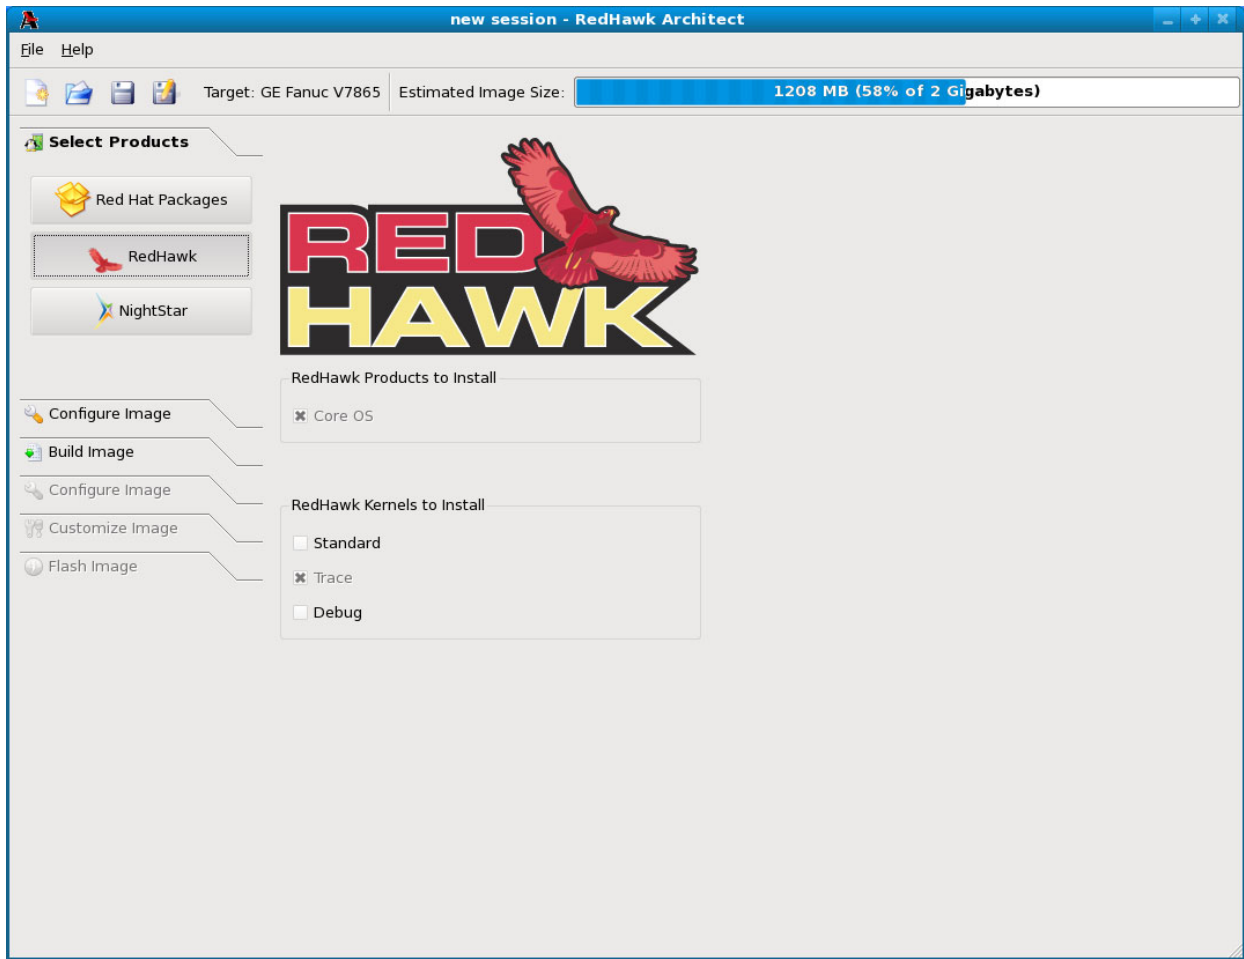 new session - RedHawk Architect
File Help
Target: GE Fanuc V7865 Estimated Image Size: 1208 MB (58% of 2 Gigabytes)
Select Products
Red Hat Packages
RedHawk
NightStar
Configure Image
Build Image
Configure Image
Customize Image
Flash Image
RED
HAWK
RedHawk Products to Install
Core OS
RedHawk Kernels to Install
Standard
Trace
Debug